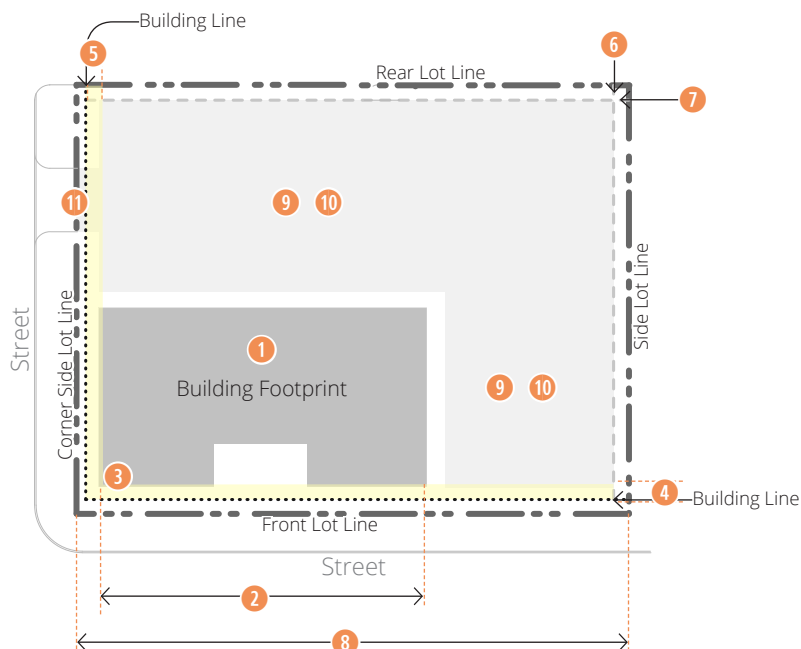 Building Line
5
6
Rear Lot Line
7
11
9 10
Street
Corner Side Lot Line
Side Lot Line
1
Building Footprint
9 10
3
4
Building Line
Front Lot Line
Street
2
8